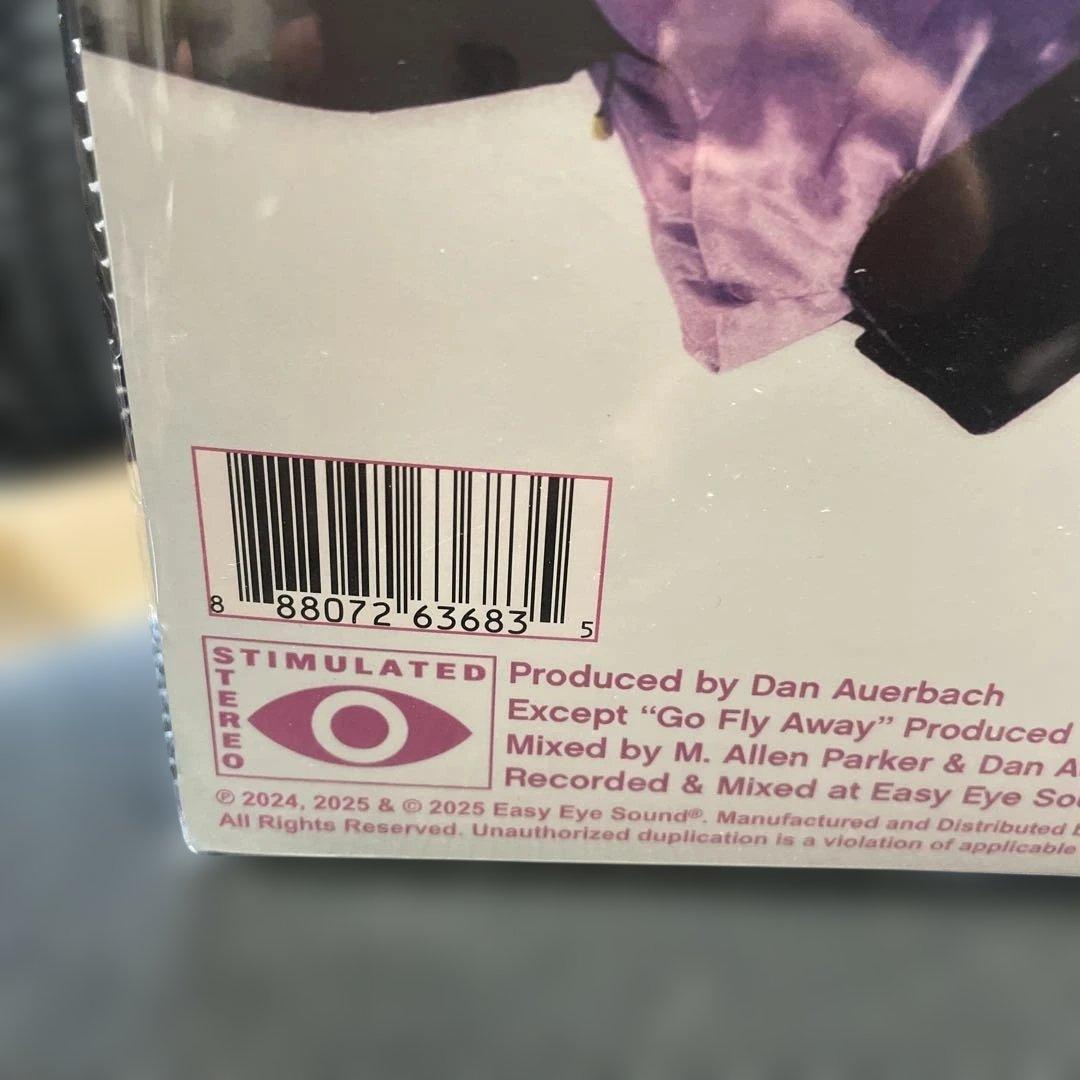 8 88072 63683 5
STIMULATED
STEREO
Produced by Dan Auerbach
Except “Go Fly Away” Produced
Mixed by M. Allen Parker & Dan
Recorded & Mixed at Easy Eye
℗ 2024, 2025 & © 2025 Easy Eye Sound®. Manufactured and Distributed
All Rights Reserved. Unauthorized duplication is a violation of applicable